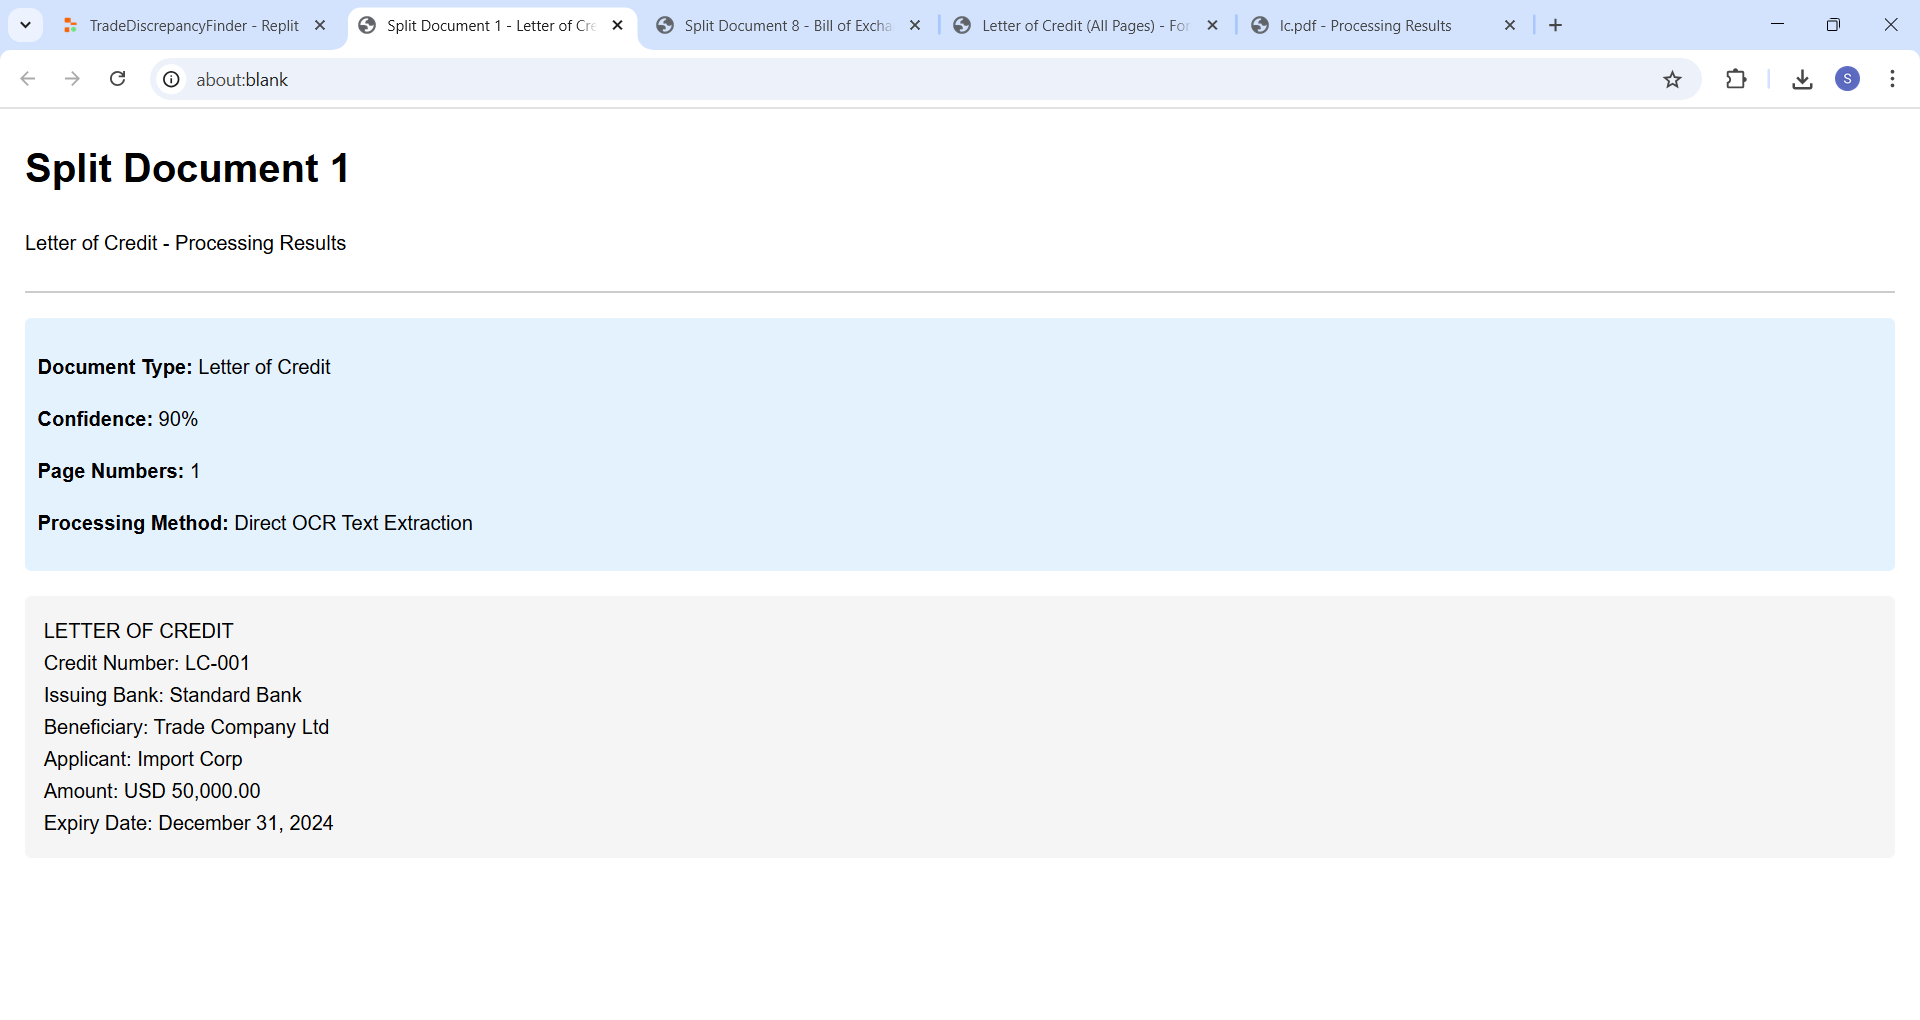 TradeDiscrepancyFinder - Replit
Split Document 1 - Letter of Cre
Split Document 8 - Bill of Excha
Letter of Credit (All Pages) - For
lc.pdf - Processing Results
about:blank
S
Split Document 1
Letter of Credit - Processing Results
Document Type: Letter of Credit
Confidence: 90%
Page Numbers: 1
Processing Method: Direct OCR Text Extraction
LETTER OF CREDIT
Credit Number: LC-001
Issuing Bank: Standard Bank
Beneficiary: Trade Company Ltd
Applicant: Import Corp
Amount: USD 50,000.00
Expiry Date: December 31, 2024